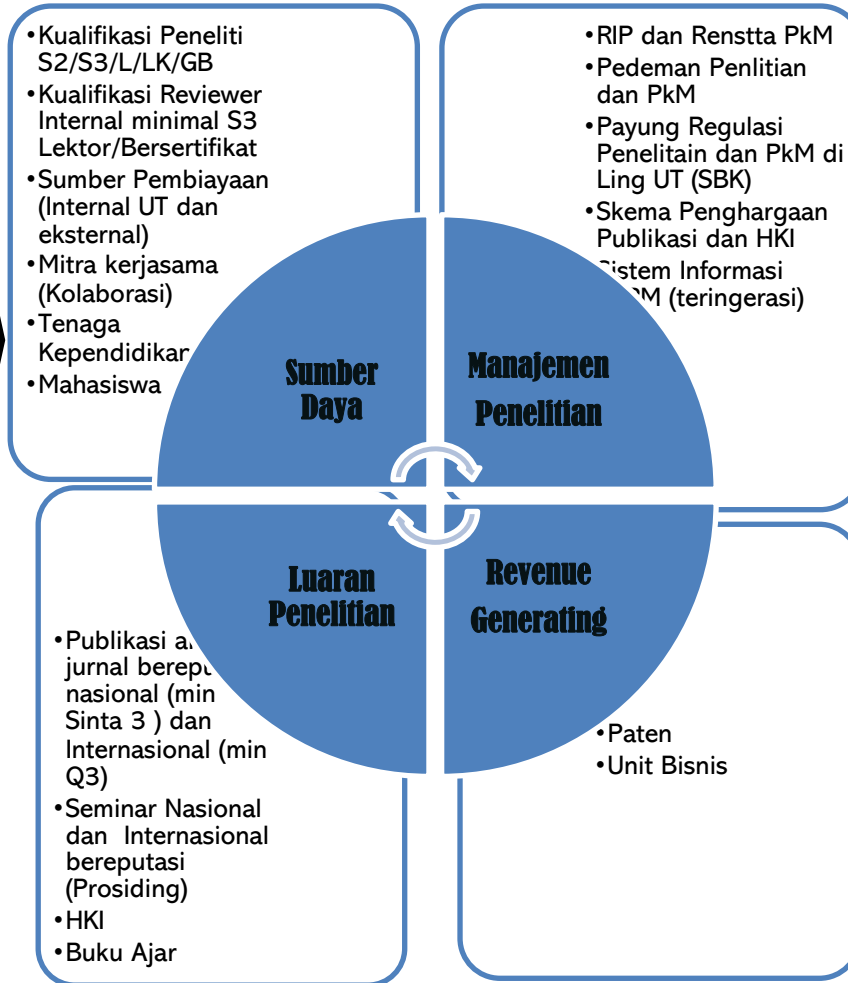 •Kualifikasi Peneliti
S2/S3/L/LK/GB
•Kualifikasi Reviewer
Internal minimal S3
Lektor/Bersertifikat
•Sumber Pembiayaan
(Internal UT dan
eksternal)
•Mitra kerjasama
(Kolaborasi)
•Tenaga
Kependidikan
•Mahasiswa
•RIP dan Renstta PkM
•Pedeman Penlitian
dan PkM
•Payung Regulasi
Penelitain dan PkM di
Ling UT (SBK)
•Skema Penghargaan
Publikasi dan HKI
Sistem Informasi
(teringerasi)
Sumber
Daya
Manajemen
Penelitian
Luaran
Penelitian
Revenue
Generating
•Publikasi
jurnal
nasional (min
Sinta 3 ) dan
Internasional (min
Q3)
•Seminar Nasional
dan Internasional
bereputasi
(Prosiding)
•HKI
•Buku Ajar
•Paten
•Unit Bisnis